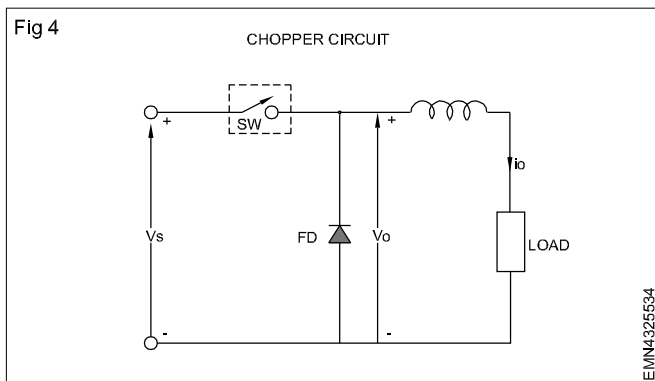 Fig 4
CHOPPER CIRCUIT
+
SW
+
io
Vs
FD
Vo
LOAD
-
-
EMN4325534